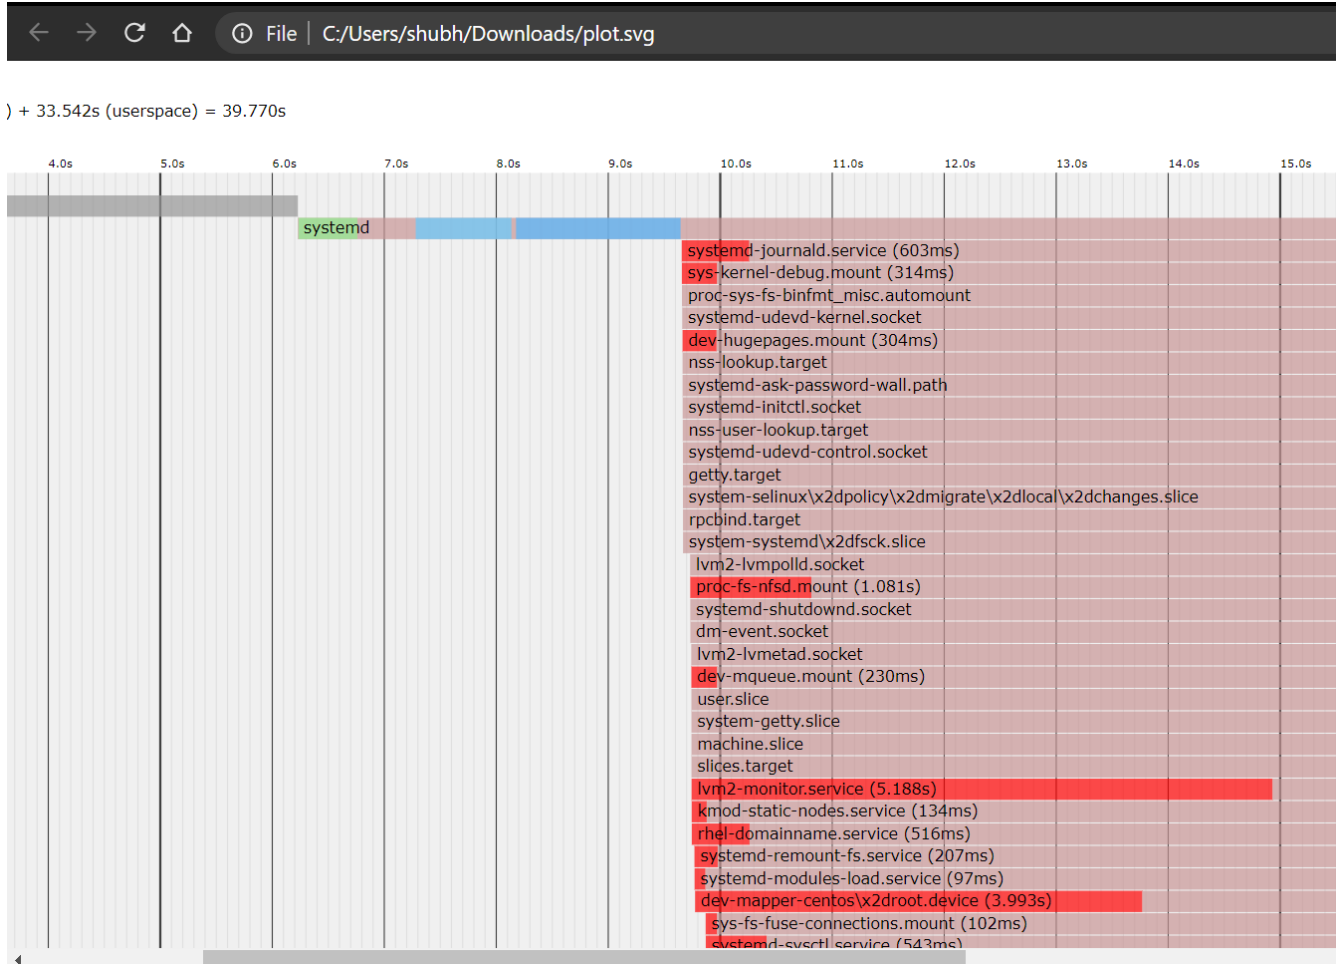 File C:/Users/shubh/Downloads/plot.svg
) + 33.542s (userspace) = 39.770s
4.0s 5.0s 6.0s 7.0s 8.0s 9.0s 10.0s 11.0s 12.0s 13.0s 14.0s 15.0s
systemd
systemd-journald.service (603ms)
sys-kernel-debug.mount (314ms)
proc-sys-fs-binfmt_misc.automount
systemd-udevd-kernel.socket
dev-hugepages.mount (304ms)
nss-lookup.target
systemd-ask-password-wall.path
systemd-initctl.socket
nss-user-lookup.target
systemd-udevd-control.socket
getty.target
system-selinux\x2dpolicy\x2dmigrate\x2dlocal\x2dchanges.slice
rpcbind.target
system-systemd\x2dfsck.slice
lvm2-lvmpolld.socket
proc-fs-nfsd.mount (1.081s)
systemd-shutdownd.socket
dm-event.socket
lvm2-lvmetad.socket
dev-mqueue.mount (230ms)
user.slice
system-getty.slice
machine.slice
slices.target
lvm2-monitor.service (5.188s)
kmod-static-nodes.service (134ms)
rhel-domainname.service (516ms)
systemd-remount-fs.service (207ms)
systemd-modules-load.service (97ms)
dev-mapper-centos\x2droot.device (3.993s)
sys-fs-fuse-connections.mount (102ms)
systemd-sysctl.service (543ms)